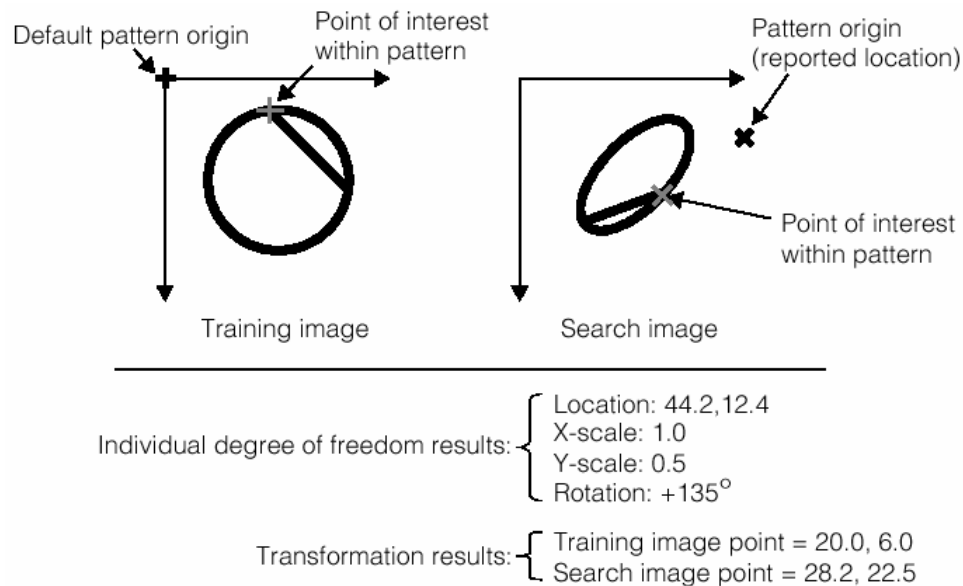 Default pattern origin
Point of interest
within pattern
Pattern origin
(reported location)
Point of interest
within pattern
Training image
Search image
Individual degree of freedom results:
Location: 44.2,12.4
X-scale: 1.0
Y-scale: 0.5
Rotation: +135°
Transformation results:
Training image point = 20.0, 6.0
Search image point = 28.2, 22.5